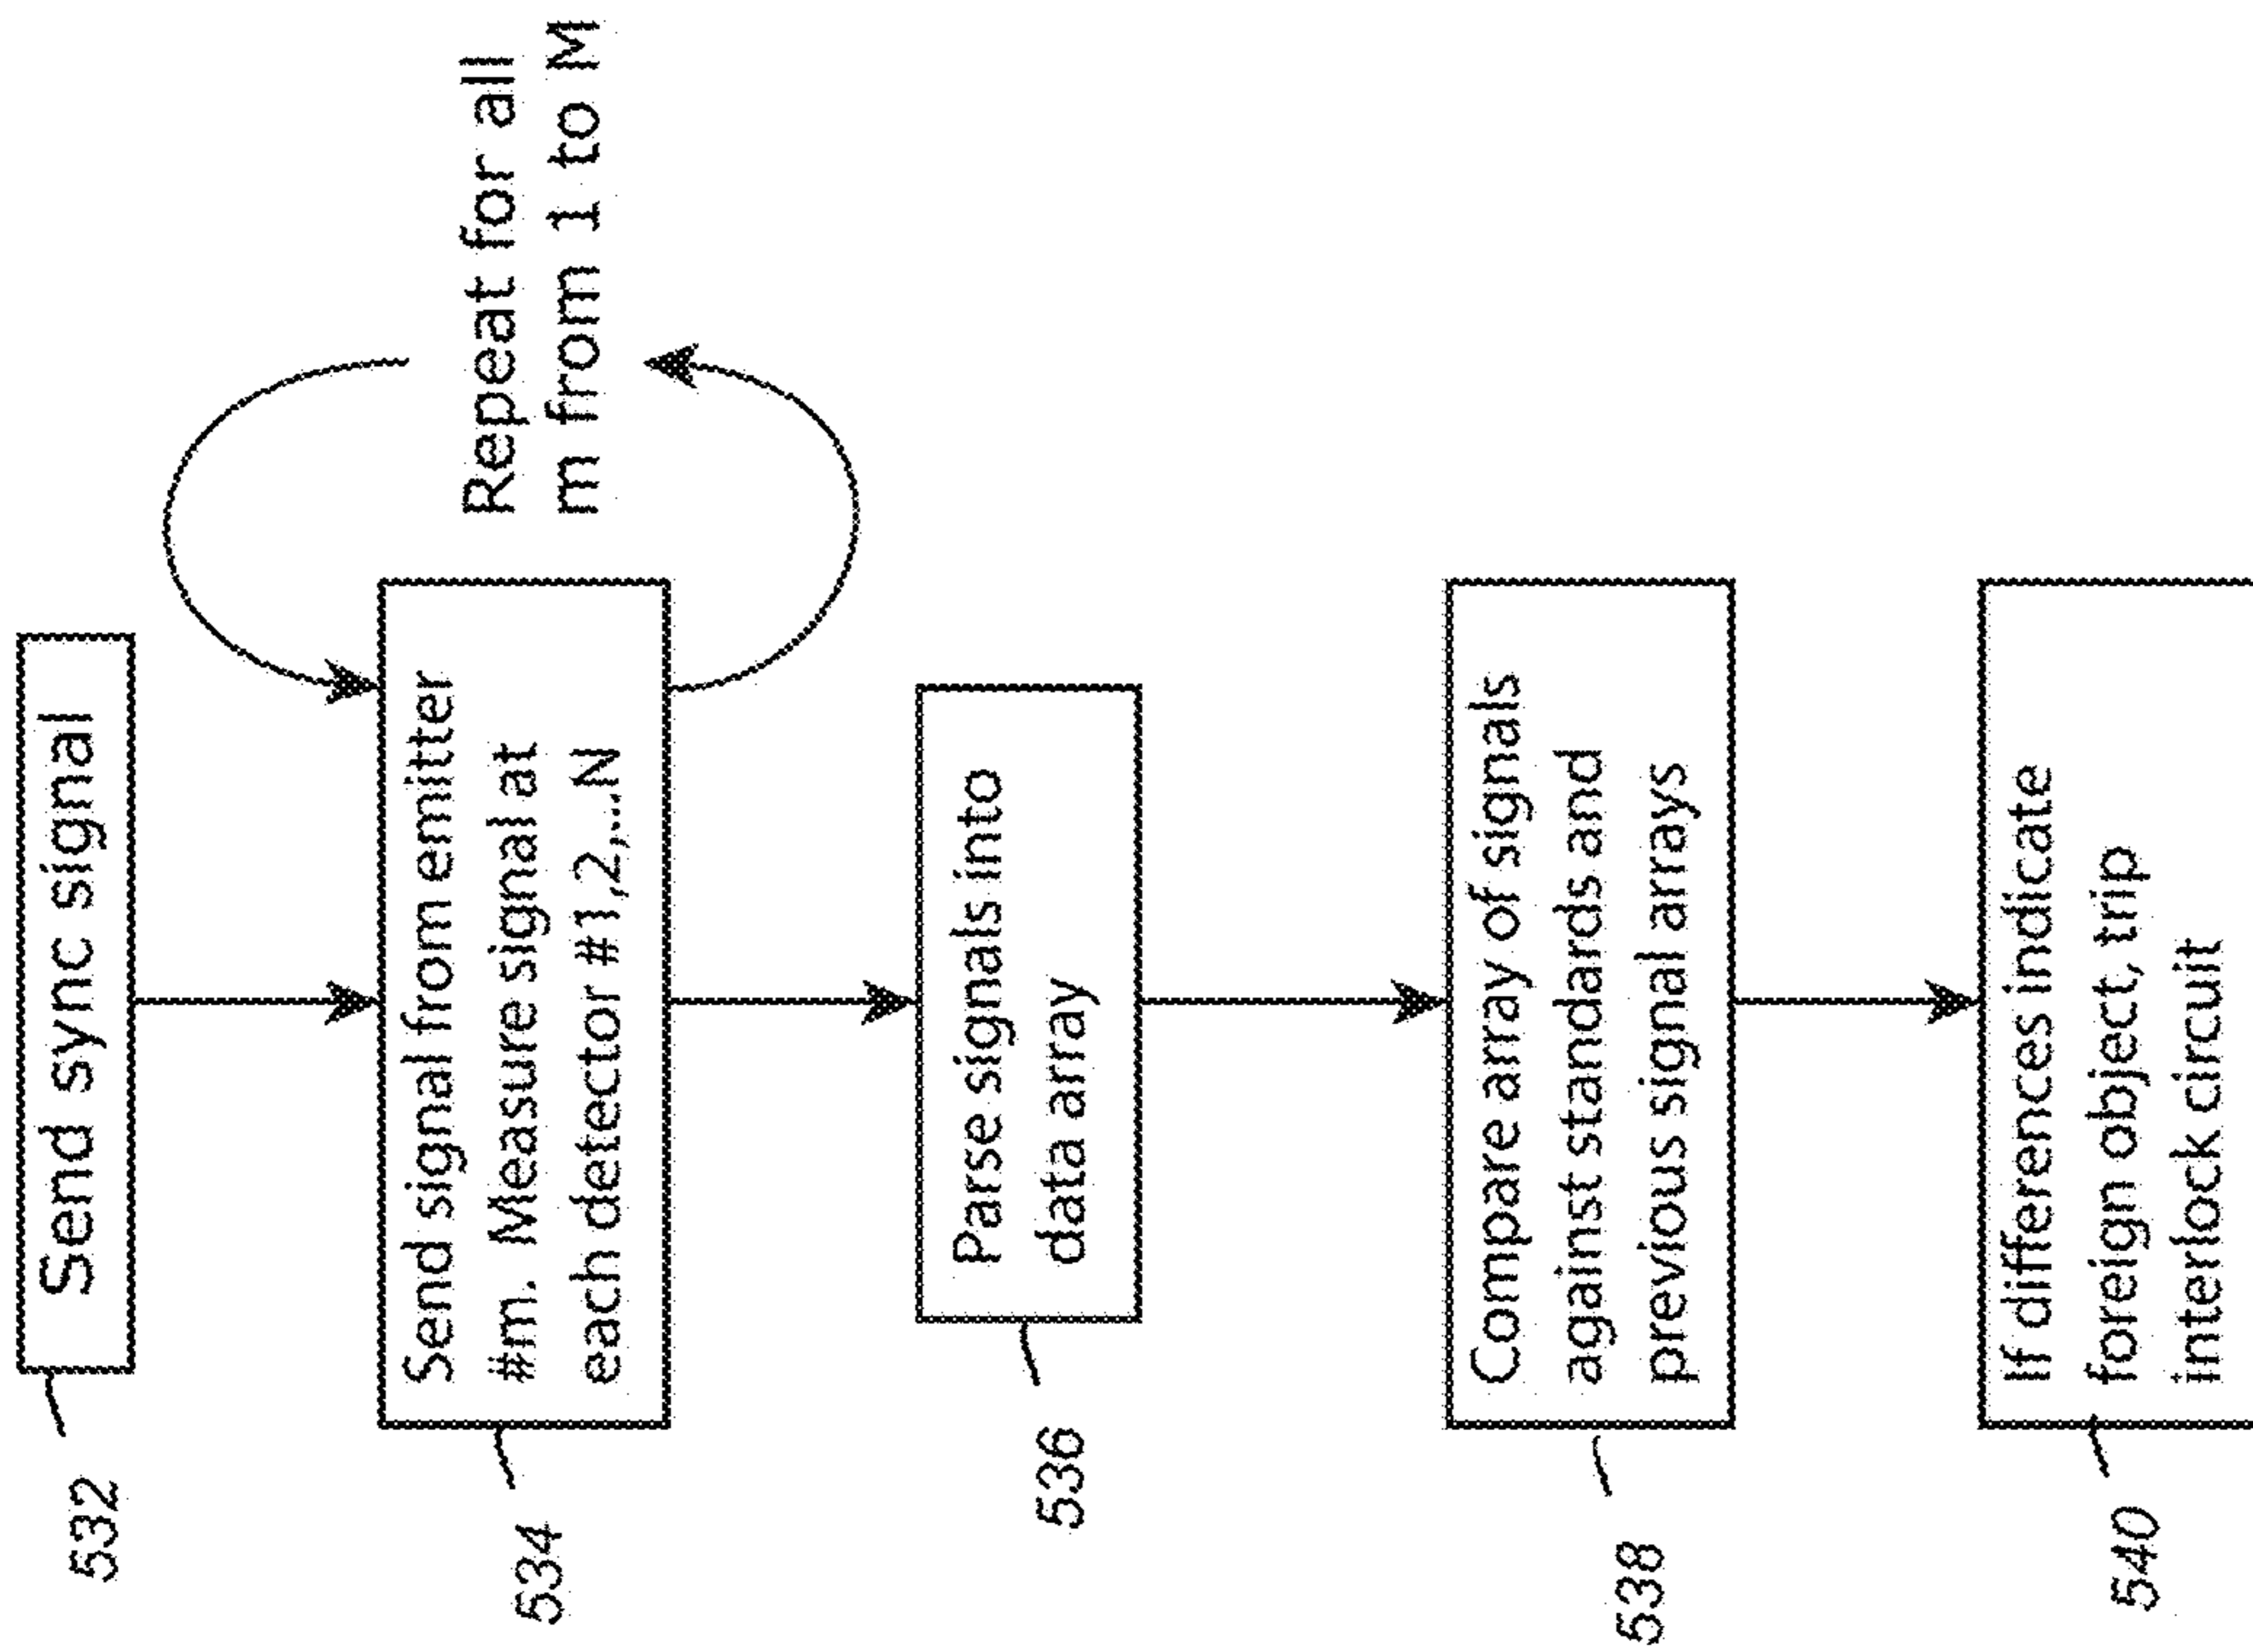 532
Send sync signal
534
Send signal from emitter
#m. Measure signal at
each detector #1,2,...N
Repeat for all
m from 1 to M
536
Parse signals into
data array
538
Compare array of signals
against standards and
previous signal arrays
540
If differences indicate
foreign object, trip
interlock circuit